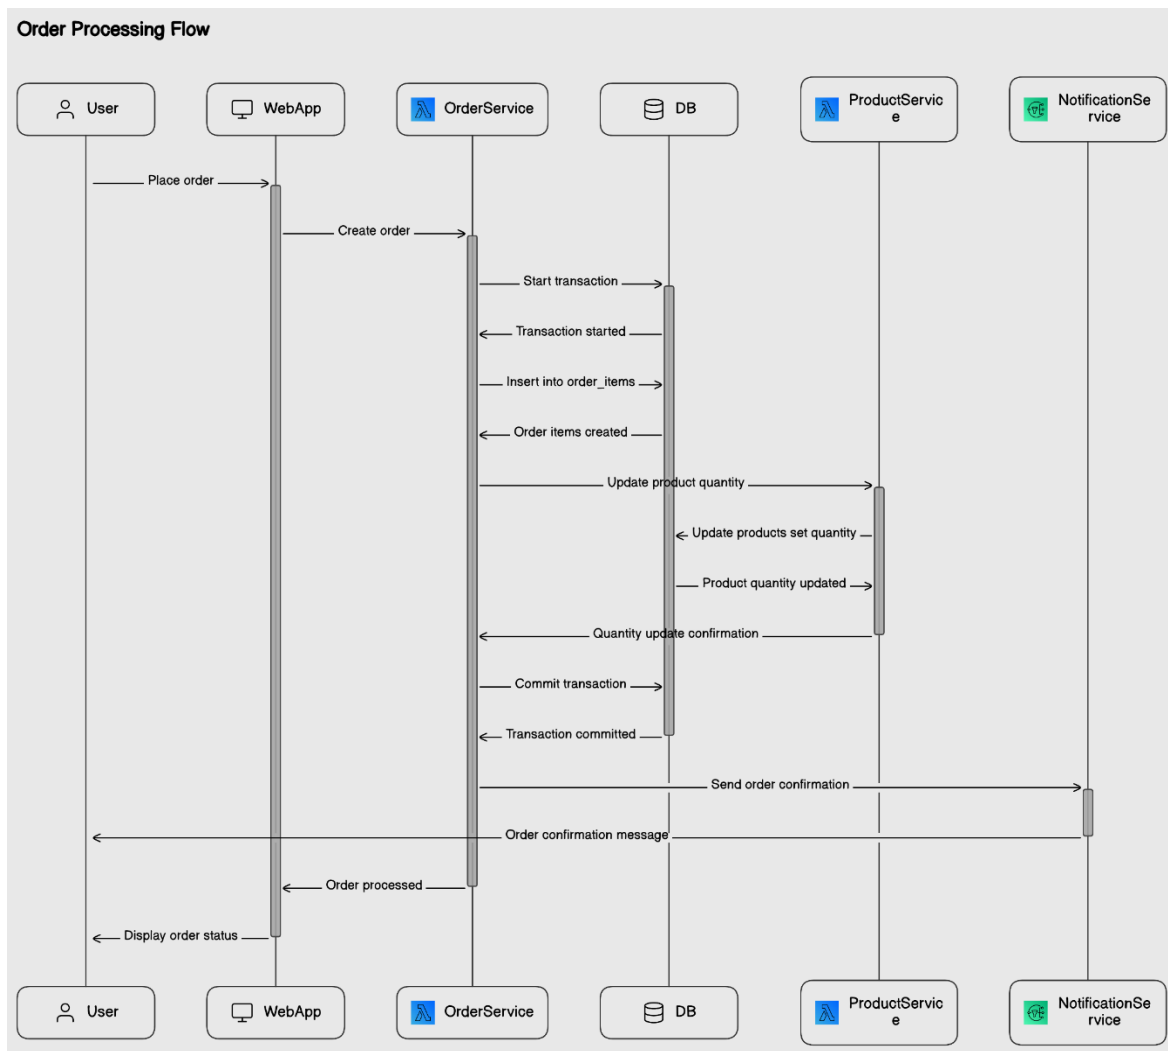 Order Processing Flow
User
WebApp
OrderService
DB
ProductServic
e
NotificationSe
rvice
Place order
Create order
Start transaction
Transaction started
Insert into order_items
Order items created
Update product quantity
Update products set quantity
Product quantity updated
Quantity update confirmation
Commit transaction
Transaction committed
Send order confirmation
Order confirmation message
Order processed
Display order status
User
WebApp
OrderService
DB
ProductServic
e
NotificationSe
rvice